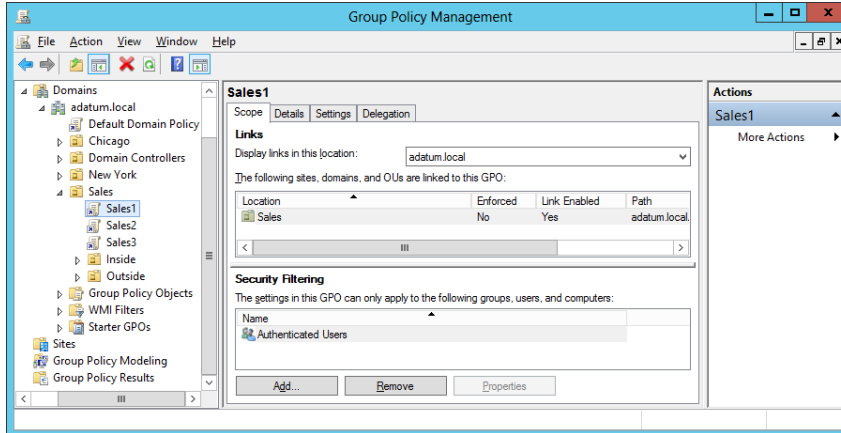 Group Policy Management
File Action View Window Help
Domains
adatum.local
Default Domain Policy
Chicago
Domain Controllers
New York
Sales
Sales1
Sales2
Sales3
Inside
Outside
Group Policy Objects
WMI Filters
Starter GPOs
Sites
Group Policy Modeling
Group Policy Results
Sales1
Scope Details Settings Delegation
Links
Display links in this location: adatum.local
The following sites, domains, and OUs are linked to this GPO:
Location Enforced Link Enabled Path
Sales No Yes adatum.local.
Security Filtering
The settings in this GPO can only apply to the following groups, users, and computers:
Name
Authenticated Users
Add... Remove Properties
Actions
Sales1
More Actions